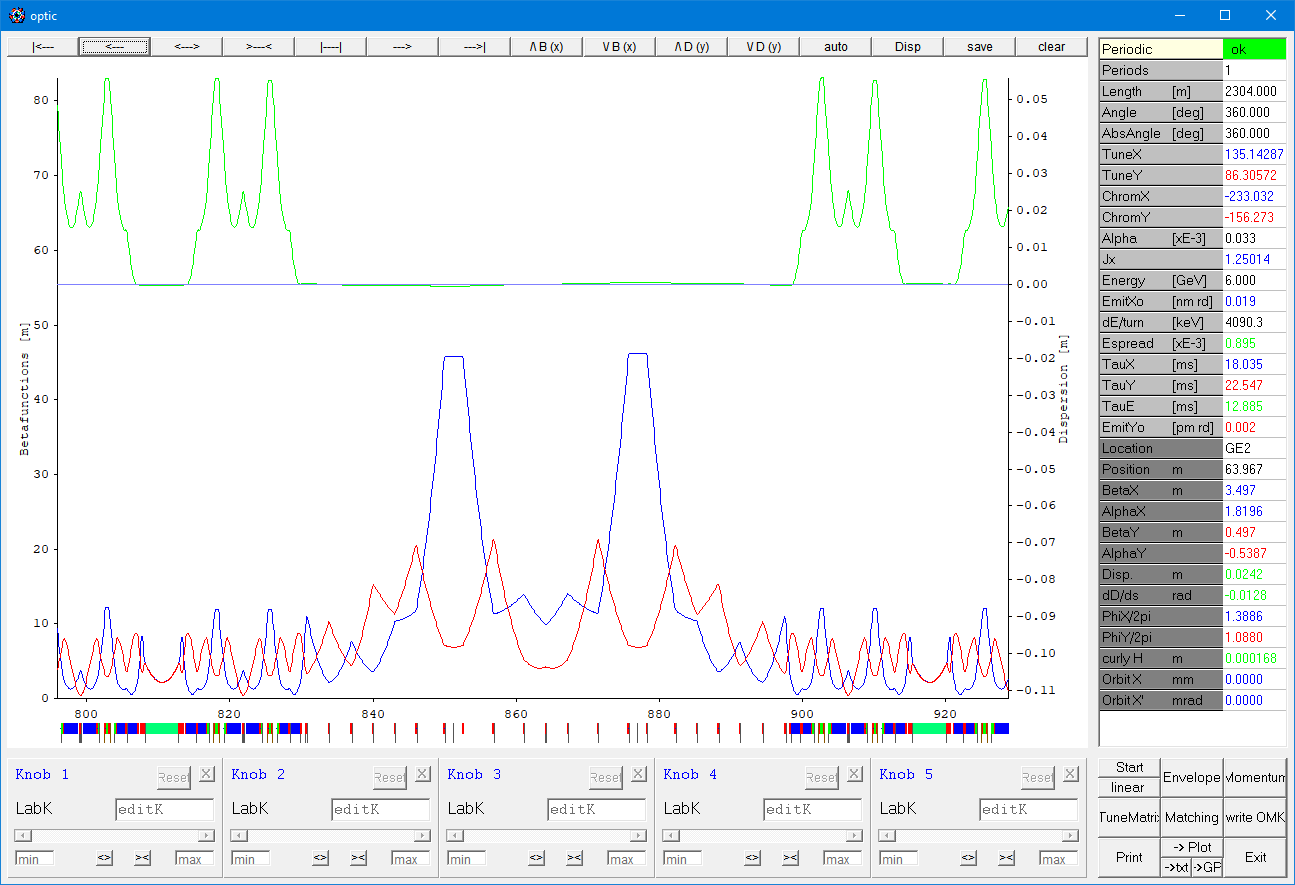 optic
|<--- <--- <---> >---< |----| ---> --->| /\ B (x) \/ B (x) /\ D (y) \/ D (y) auto Disp save clear
Periodic ok
Periods 1
Length [m] 2304.000
Angle [deg] 360.000
AbsAngle [deg] 360.000
TuneX 135.14287
TuneY 86.30572
ChromX -233.032
ChromY -156.273
Alpha [xE-3] 0.033
Jx 1.25014
Energy [GeV] 6.000
EmitXo [nm rd] 0.019
dE/turn [keV] 4090.3
Espread [xE-3] 0.895
TauX [ms] 18.035
TauY [ms] 22.547
TauE [ms] 12.885
EmitYo [pm rd] 0.002
Location GE2
Position m 63.967
BetaX m 3.497
AlphaX 1.8196
BetaY m 0.497
AlphaY -0.5387
Disp. m 0.0242
dD/ds rad -0.0128
PhiX/2pi 1.3886
PhiY/2pi 1.0880
curly H m 0.000168
OrbitX mm 0.0000
OrbitX' mrad 0.0000
Betafunctions [m]
80
70
60
50
40
30
20
10
0
0.05
0.04
0.03
0.02
0.01
0.00
-0.01
-0.02
-0.03
-0.04
-0.05
-0.06
-0.07
-0.08
-0.09
-0.10
-0.11
Dispersion [m]
800 820 840 860 880 900 920
Knob 1 Reset X
LabK editK
< >
min <> >< max
Knob 2 Reset X
LabK editK
< >
min <> >< max
Knob 3 Reset X
LabK editK
< >
min <> >< max
Knob 4 Reset X
LabK editK
< >
min <> >< max
Knob 5 Reset X
LabK editK
< >
min <> >< max
Start Envelope Momentum
linear
TuneMatri Matching write OMK
Print -> Plot Exit
->txt ->GP